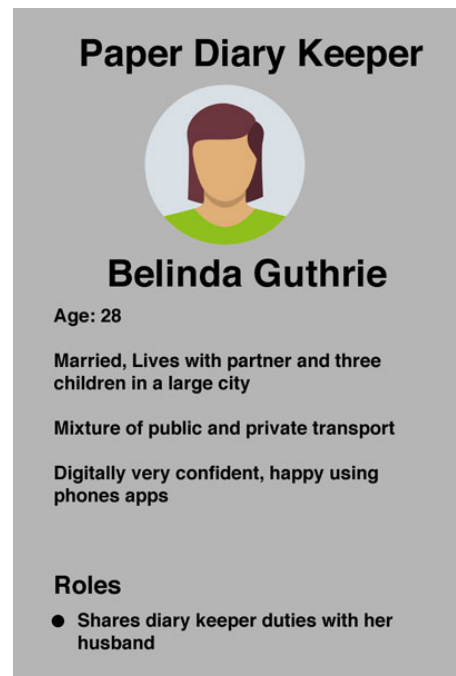 Paper Diary Keeper
Belinda Guthrie
Age: 28
Married, Lives with partner and three
children in a large city
Mixture of public and private transport
Digitally very confident, happy using
phones apps
Roles
● Shares diary keeper duties with her
husband